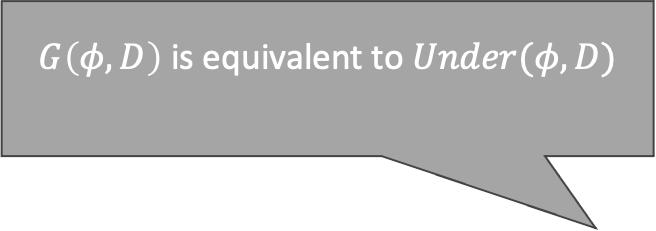 G(ϕ, D) is equivalent to Under(ϕ, D)